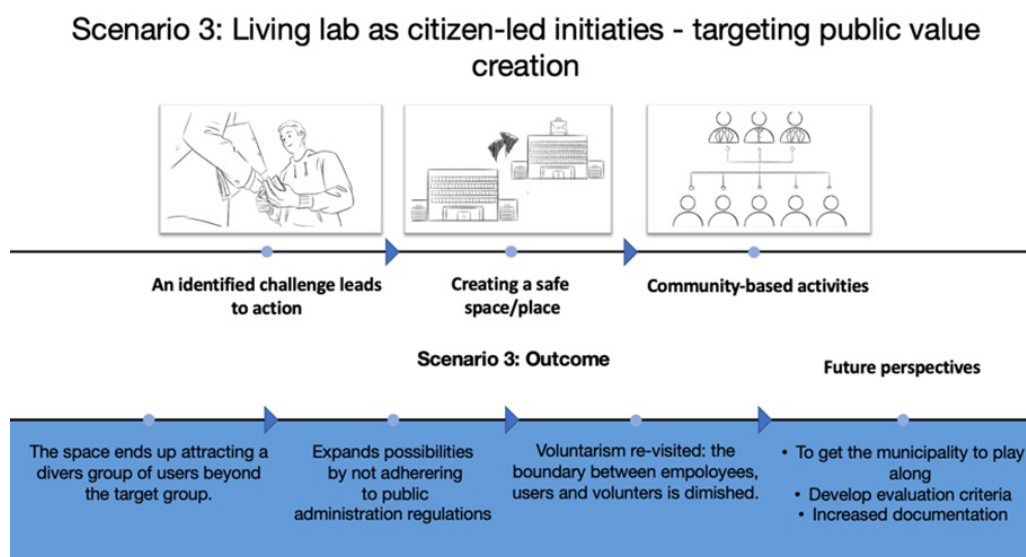 Scenario 3: Living lab as citizen-led initiaties - targeting public value
creation
An identified challenge leads
to action
Creating a safe
space/place
Community-based activities
Scenario 3: Outcome
Future perspectives
The space ends up attracting a
divers group of users beyond
the target group.
Expands possibilities
by not adherering
to public
administration regulations
Voluntarism re-visited: the
boundary between empoloyees,
users and volunters is dimished.
• To get the municipality to play
along
• Develop evaluation criteria
• Increased documentation